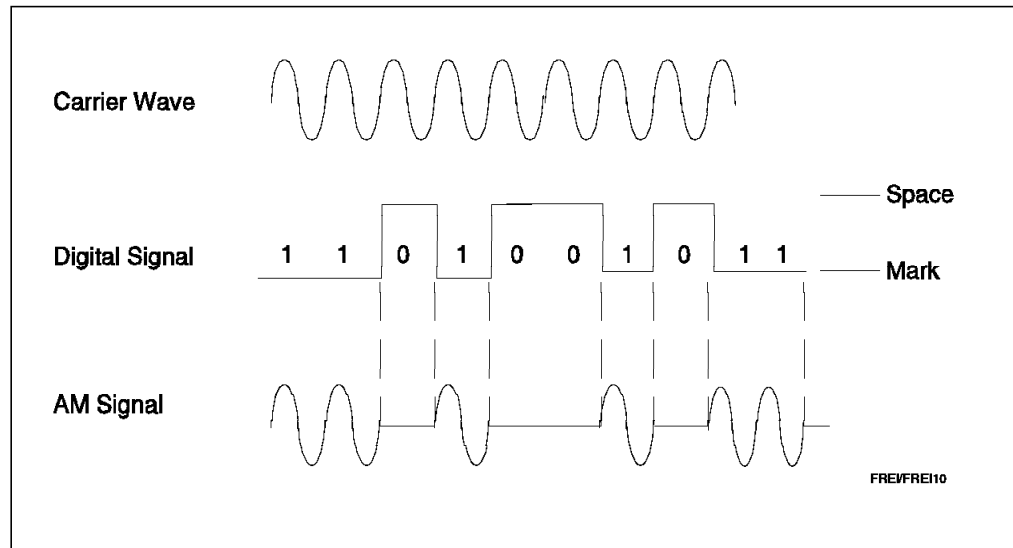 Carrier Wave
Space
Digital Signal 1 1 0 1 0 0 1 0 1 1
Mark
AM Signal
FREI/FREI10